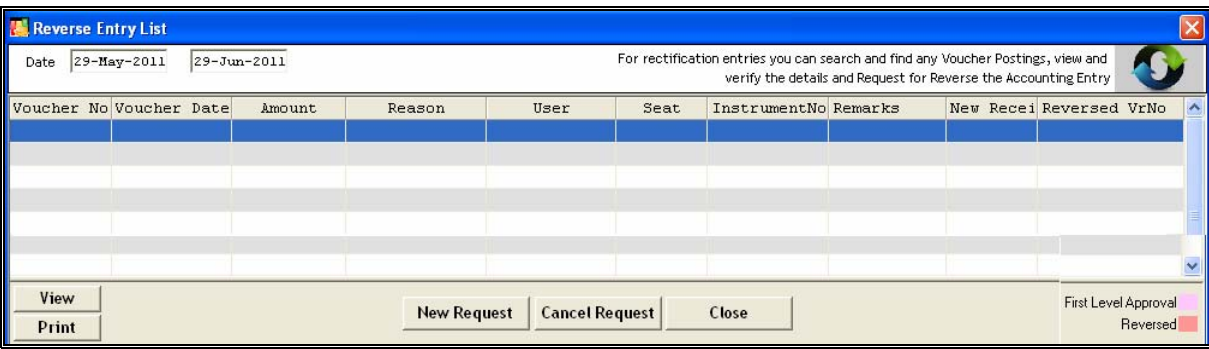 Reverse Entry List
Date 29-May-2011 29-Jun-2011
For rectification entries you can search and find any Voucher Postings, view and
verify the details and Request for Reverse the Accounting Entry
Voucher No Voucher Date Amount Reason User Seat InstrumentNo Remarks New Recei Reversed VrNo
View
Print
New Request Cancel Request Close
First Level Approval
Reversed